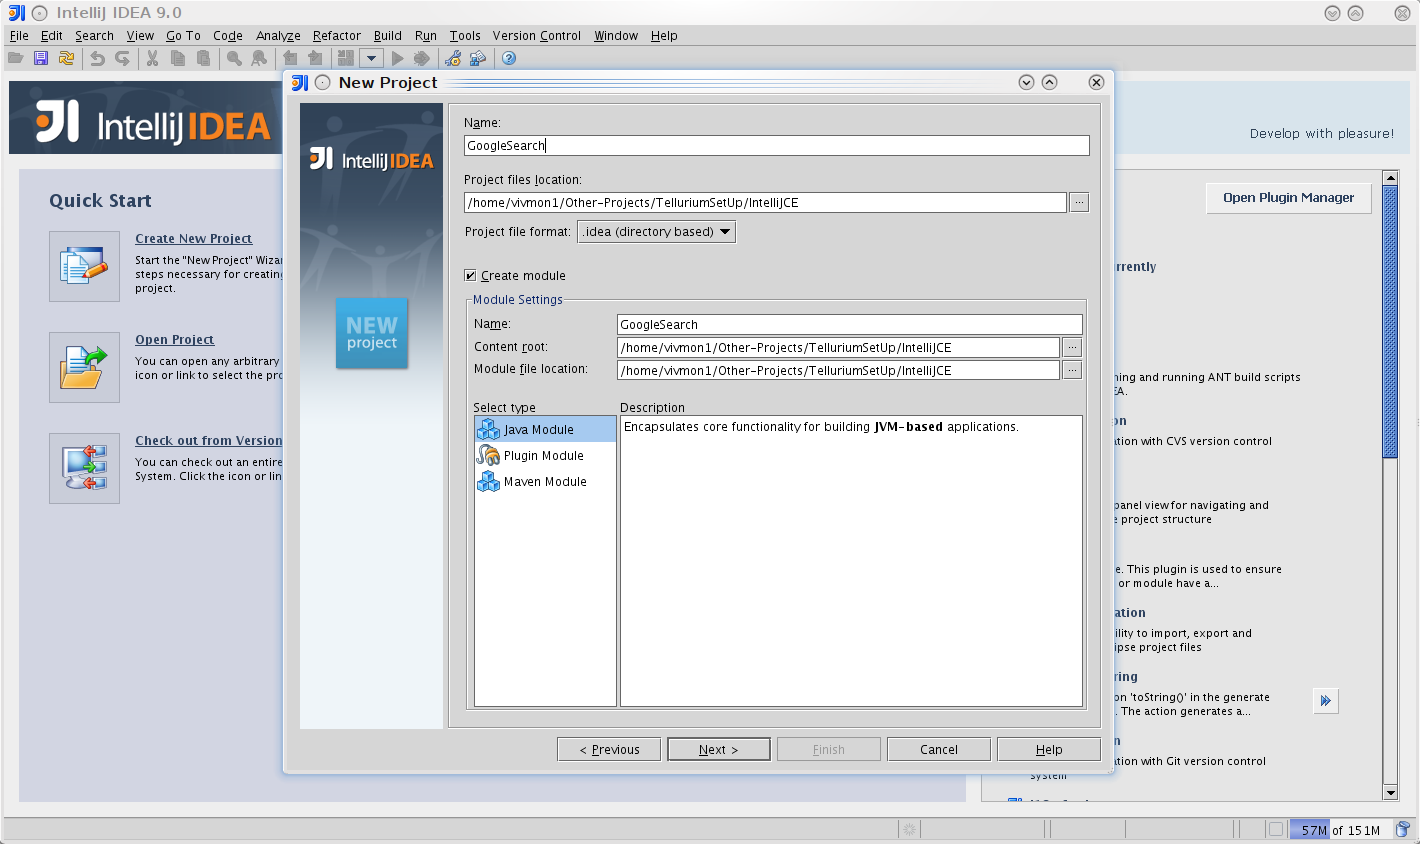 IntelliJ IDEA 9.0
File Edit Search View Go To Code Analyze Refactor Build Run Tools Version Control Window Help
IntelliJ IDEA
Develop with pleasure!
Quick Start
Create New Project
Start the "New Project" Wiza
steps necessary for creating
project.
Open Project
You can open any arbitrary
icon or link to select the pro
Check out from Version
You can check out an entire
System. Click the icon or lin
New Project
IntelliJ IDEA
NEW
project
Name:
GoogleSearch
Project files location:
/home/vivmon1/Other-Projects/TelluriumSetUp/IntelliJCE
...
Project file format: .idea (directory based)
Create module
Module Settings
Name: GoogleSearch
Content root: /home/vivmon1/Other-Projects/TelluriumSetUp/IntelliJCE ...
Module file location: /home/vivmon1/Other-Projects/TelluriumSetUp/IntelliJCE ...
Select type Description
Java Module
Plugin Module
Maven Module
Encapsulates core functionality for building JVM-based applications.
< Previous Next > Finish Cancel Help
Open Plugin Manager
rrently
ning and running ANT build scripts
EA.
on
ation with CVS version control
panel view for navigating and
e project structure
e. This plugin is used to ensure
or module have a...
ation
ility to import, export and
ipse project files
ring
on 'toString()' in the generate
. The action generates a...
n
ation with Git version control
system
57M of 151M